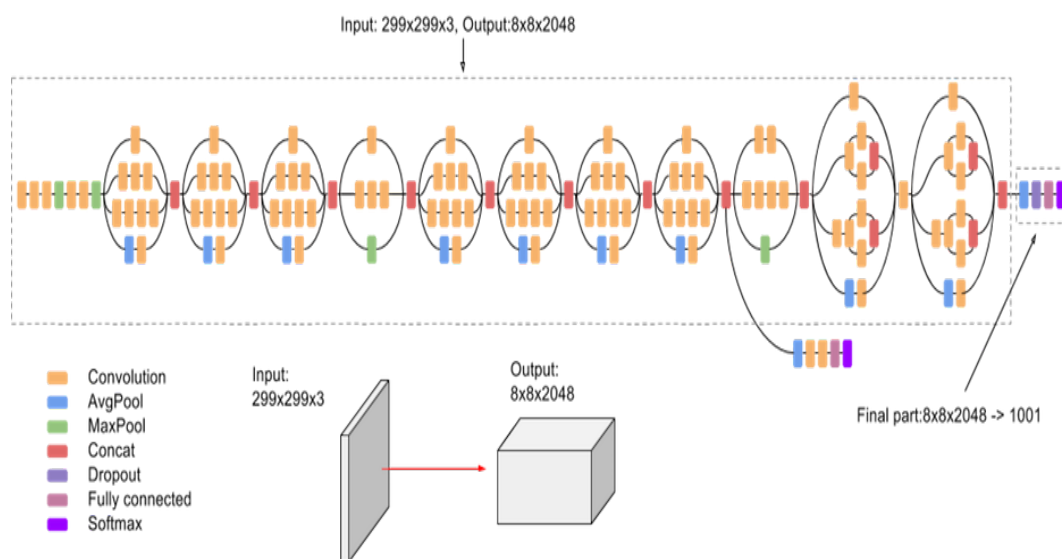 Input: 299x299x3, Output:8x8x2048
Convolution
AvgPool
MaxPool
Concat
Dropout
Fully connected
Softmax
Input:
299x299x3
Output:
8x8x2048
Final part:8x8x2048 -> 1001